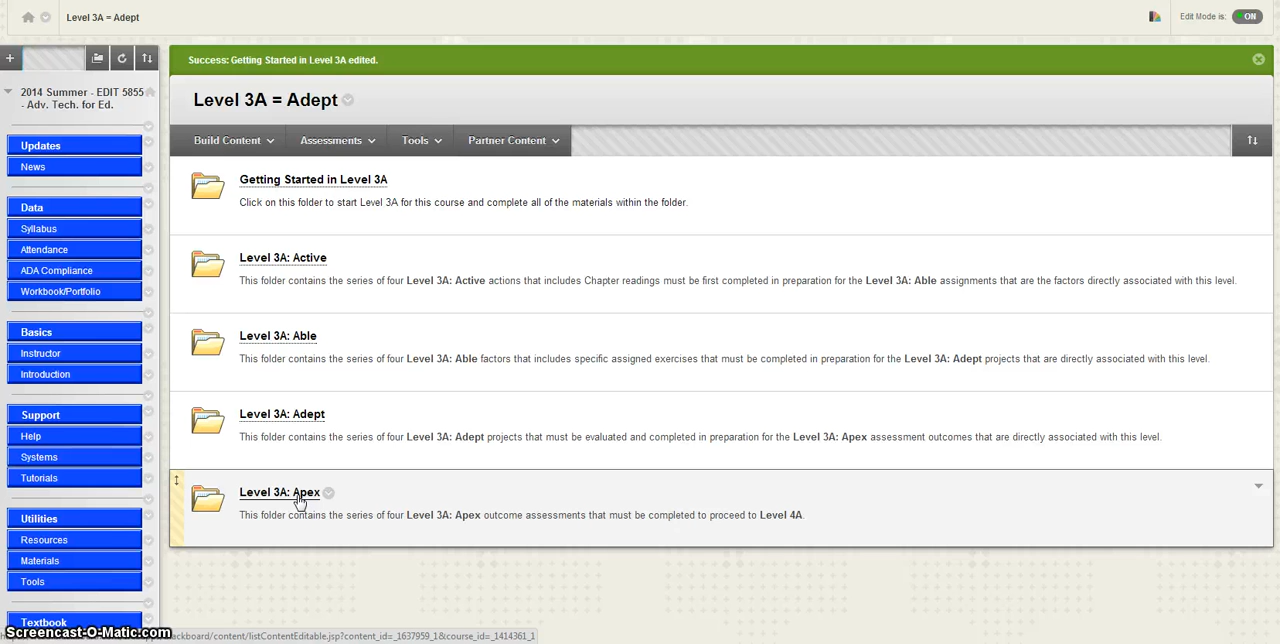 Level 3A = Adept
Edit Mode is:
ON
Success: Getting Started in Level 3A edited.
2014 Summer - EDIT 5855
- Adv. Tech. for Ed.
Updates
News
Data
Syllabus
Attendance
ADA Compliance
Workbook/Portfolio
Basics
Instructor
Introduction
Support
Help
Systems
Tutorials
Utilities
Resources
Materials
Tools
Textbook
Level 3A = Adept
Build Content
Assessments
Tools
Partner Content
Getting Started in Level 3A
Click on this folder to start Level 3A for this course and complete all of the materials within the folder.
Level 3A: Active
This folder contains the series of four Level 3A: Active actions that includes Chapter readings must be first completed in preparation for the Level 3A: Able assignments that are the factors directly associated with this level.
Level 3A: Able
This folder contains the series of four Level 3A: Able factors that includes specific assigned exercises that must be completed in preparation for the Level 3A: Adept projects that are directly associated with this level.
Level 3A: Adept
This folder contains the series of four Level 3A: Adept projects that must be evaluated and completed in preparation for the Level 3A: Apex assessment outcomes that are directly associated with this level.
Level 3A: Apex
This folder contains the series of four Level 3A: Apex outcome assessments that must be completed to proceed to Level 4A.
Screencast-O-Matic.com
ackboard/content/listContentEditable.jsp?content_id=_1637959_1&course_id=_1414361_1